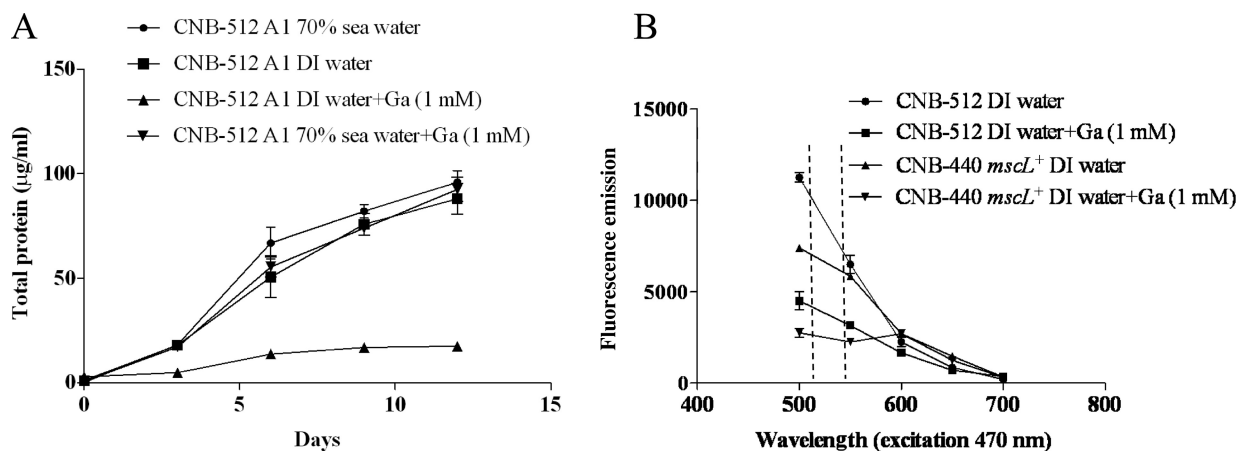 A
CNB-512 A1 70% sea water
CNB-512 A1 DI water
CNB-512 A1 DI water+Ga (1 mM)
CNB-512 A1 70% sea water+Ga (1 mM)
Total protein (µg/ml)
150
100
50
0
0
5
10
15
Days
B
CNB-512 DI water
CNB-512 DI water+Ga (1 mM)
CNB-440 mscL+ DI water
CNB-440 mscL+ DI water+Ga (1 mM)
Fluorescence emission
15000
10000
5000
0
400
500
600
700
800
Wavelength (excitation 470 nm)